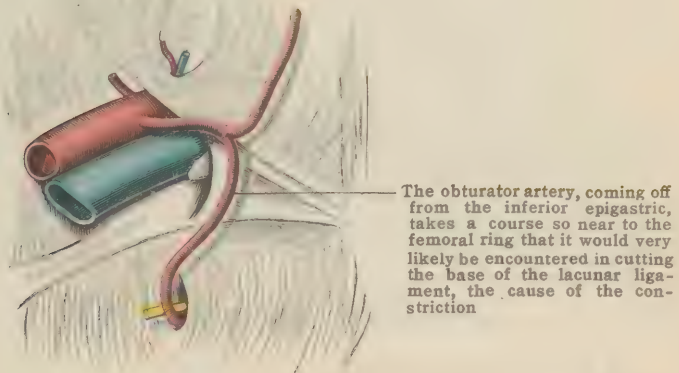 The obturator artery, coming off
from the inferior epigastric,
takes a course so near to the
femoral ring that it would very
likely be encountered in cutting
the base of the lacunar liga-
ment, the cause of the con-
striction